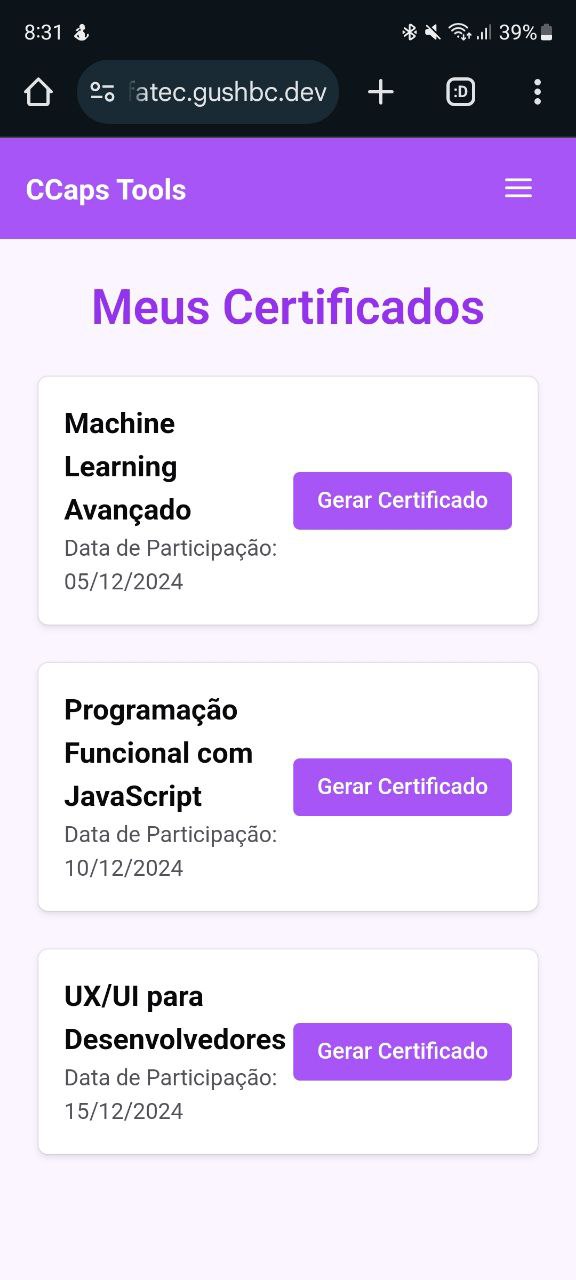 8:31
39%
fatec.gushbc.dev
:D
CCaps Tools
Meus Certificados
Machine
Learning
Avançado
Data de Participação:
05/12/2024
Gerar Certificado
Programação
Funcional com
JavaScript
Data de Participação:
10/12/2024
Gerar Certificado
UX/UI para
Desenvolvedores
Data de Participação:
15/12/2024
Gerar Certificado